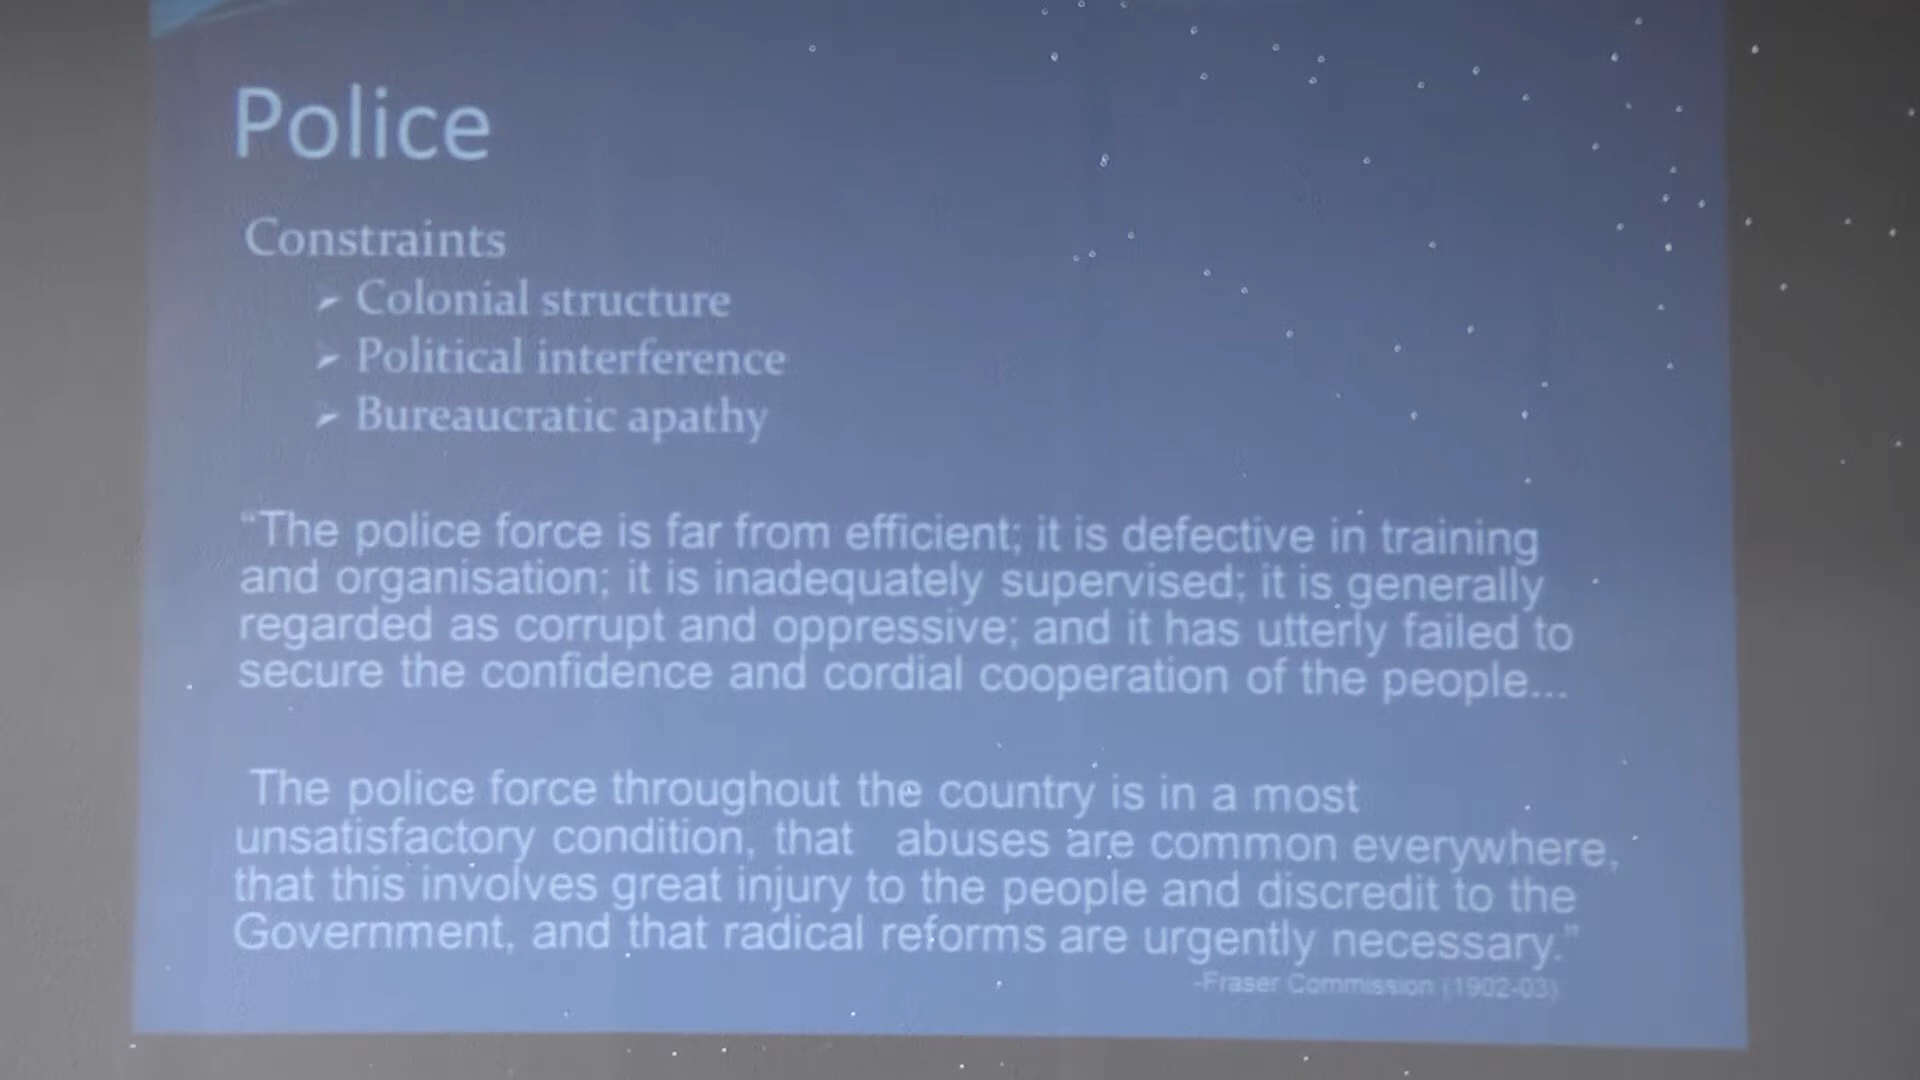 Police
Constraints
➢ Colonial structure
➢ Political interference
➢ Bureaucratic apathy
“The police force is far from efficient; it is defective in training
and organisation; it is inadequately supervised; it is generally
regarded as corrupt and oppressive; and it has utterly failed to
secure the confidence and cordial cooperation of the people...
The police force throughout the country is in a most
unsatisfactory condition, that abuses are common everywhere,
that this involves great injury to the people and discredit to the
Government, and that radical reforms are urgently necessary.”
-Fraser Commission (1902-03)